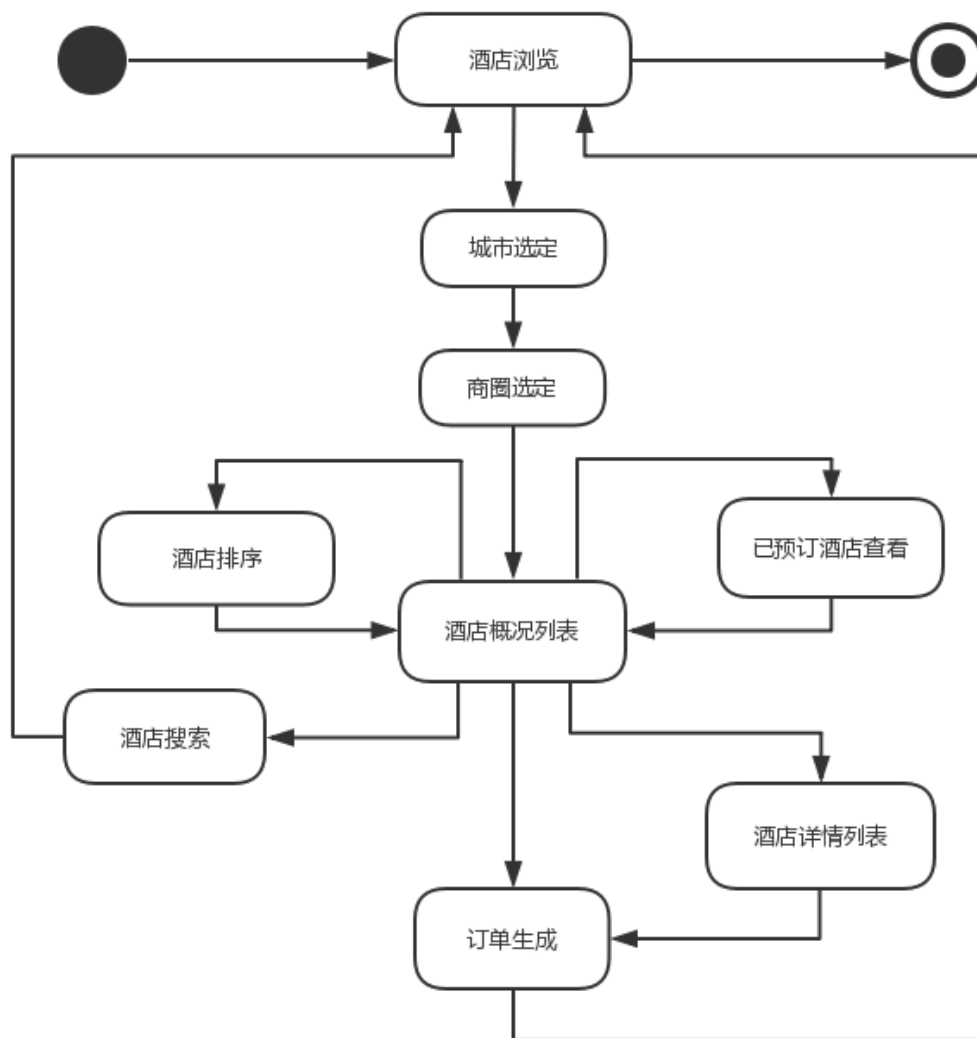 酒店浏览
城市选定
商圈选定
酒店排序
已预订酒店查看
酒店概况列表
酒店搜索
酒店详情列表
订单生成